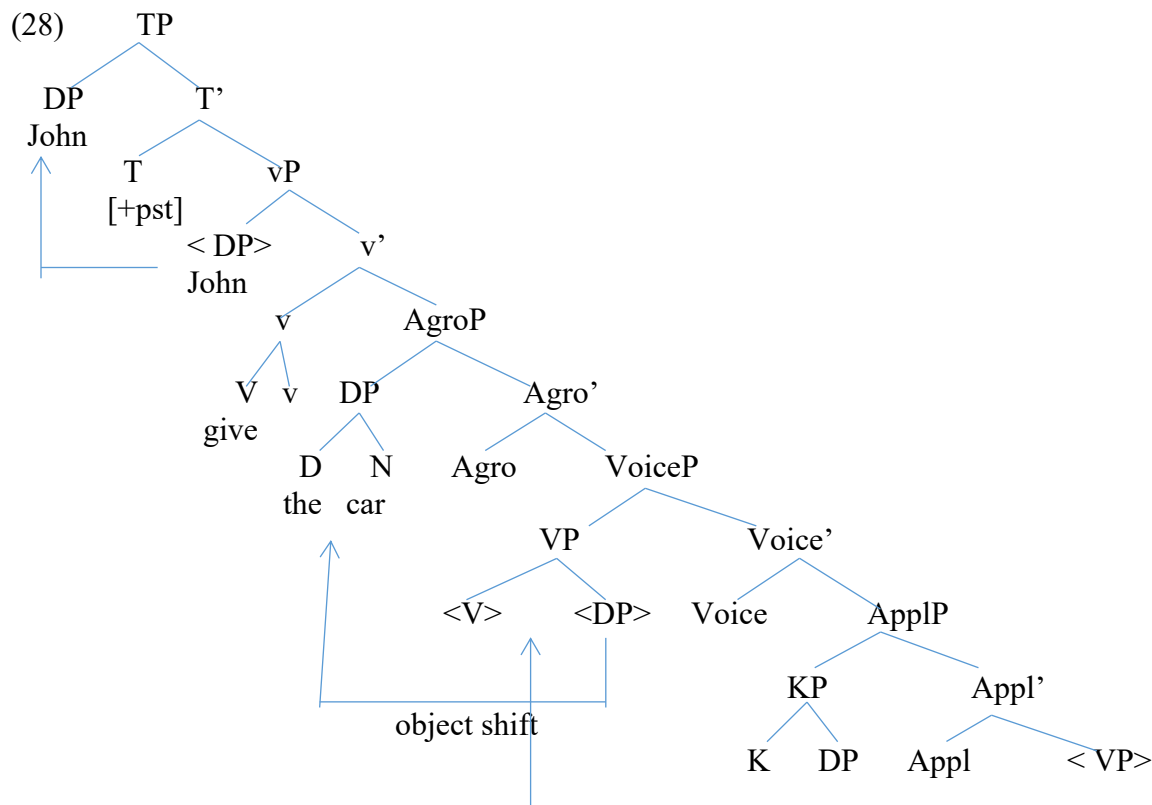 (28) TP
DP T’
John
T vP
[+pst]
< DP> v’
John
v AgroP
V v DP Agro’
give
D N Agro VoiceP
the car
VP Voice’
<V> <DP> Voice ApplP
KP Appl’
object shift
K DP Appl < VP>